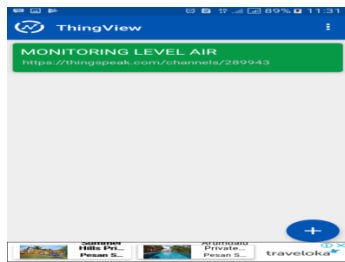 89% 11:31
ThingView
MONITORING LEVEL AIR
https://thingspeak.com/channels/289943
+
Summer
Hills Pri...
Pesan S...
Private...
Pesan S...
traveloka